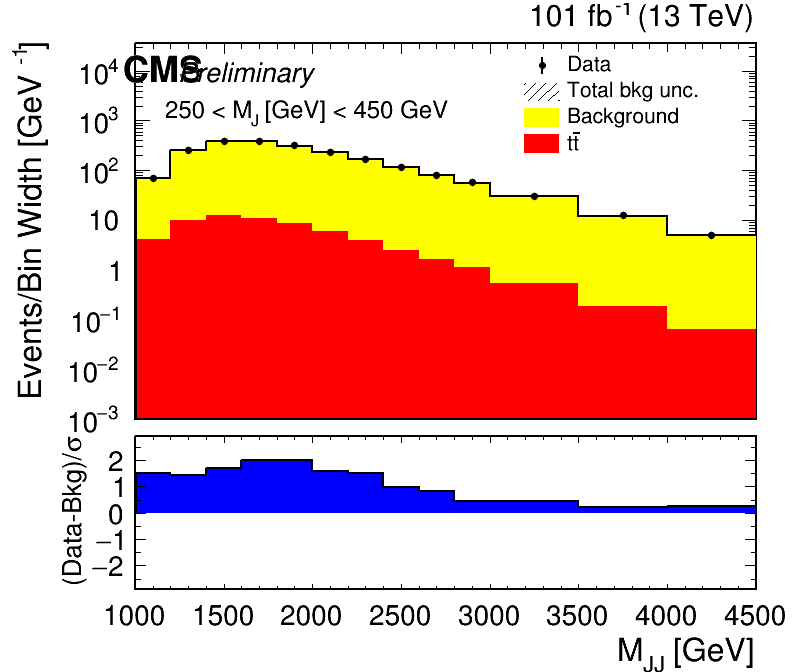 101 fb⁻¹ (13 TeV)
CMS Preliminary
250 < M_J [GeV] < 450 GeV
Data
Total bkg unc.
Background
tt̄
Events/Bin Width [GeV⁻¹]
10⁴
10³
10²
10
1
10⁻¹
10⁻²
10⁻³
(Data-Bkg)/σ
2
1
0
−1
−2
1000 1500 2000 2500 3000 3500 4000 4500
M_JJ [GeV]